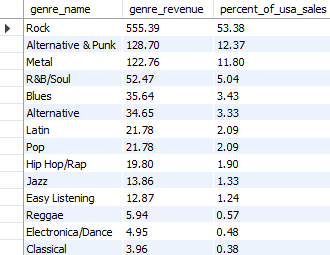 genre_name genre_revenue percent_of_usa_sales
Rock 555.39 53.38
Alternative & Punk 128.70 12.37
Metal 122.76 11.80
R&B/Soul 52.47 5.04
Blues 35.64 3.43
Alternative 34.65 3.33
Latin 21.78 2.09
Pop 21.78 2.09
Hip Hop/Rap 19.80 1.90
Jazz 13.86 1.33
Easy Listening 12.87 1.24
Reggae 5.94 0.57
Electronica/Dance 4.95 0.48
Classical 3.96 0.38